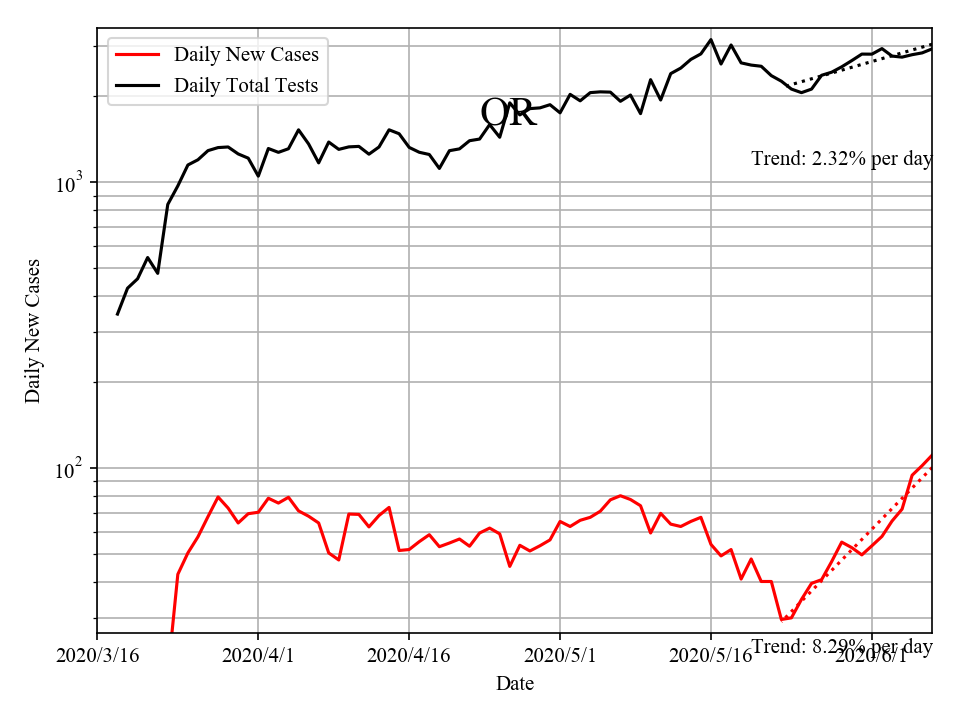 Daily New Cases
Daily Total Tests
OR
Trend: 2.32% per day
10³
10²
Daily New Cases
Trend: 8.29% per day
2020/3/16 2020/4/1 2020/4/16 2020/5/1 2020/5/16 2020/6/1
Date